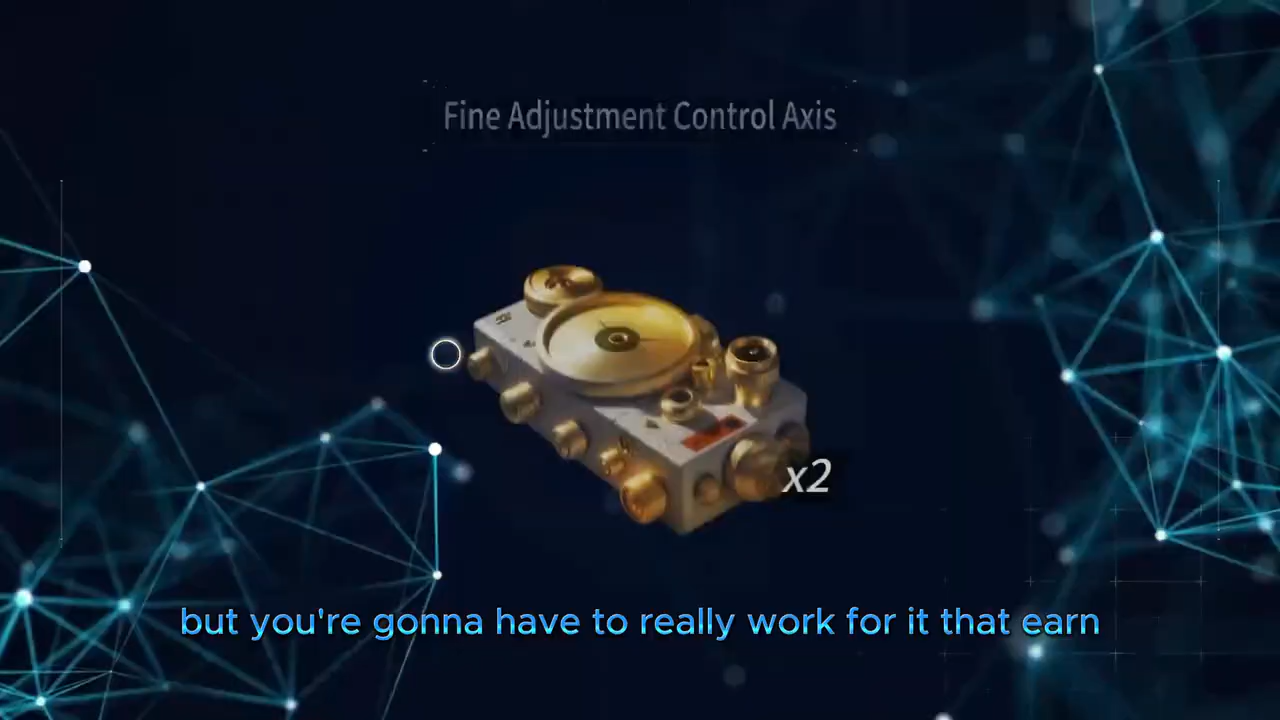 Fine Adjustment Control Axis
x2
but you're gonna have to really work for it that earn